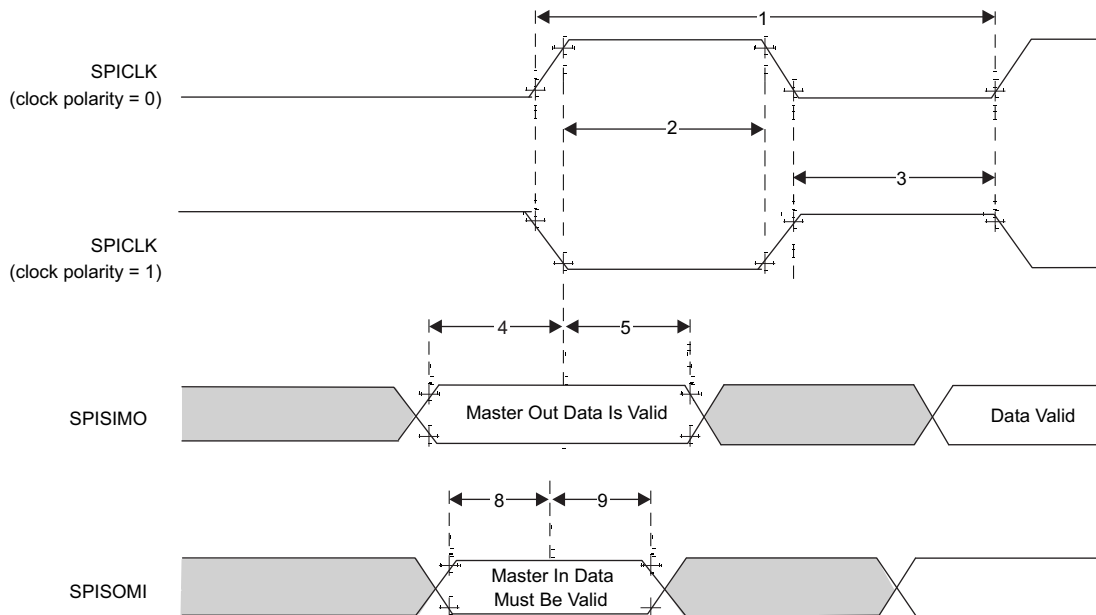 1
SPICLK
(clock polarity = 0)
2
3
SPICLK
(clock polarity = 1)
4
5
SPISIMO
Master Out Data Is Valid
Data Valid
8
9
SPISOMI
Master In Data
Must Be Valid